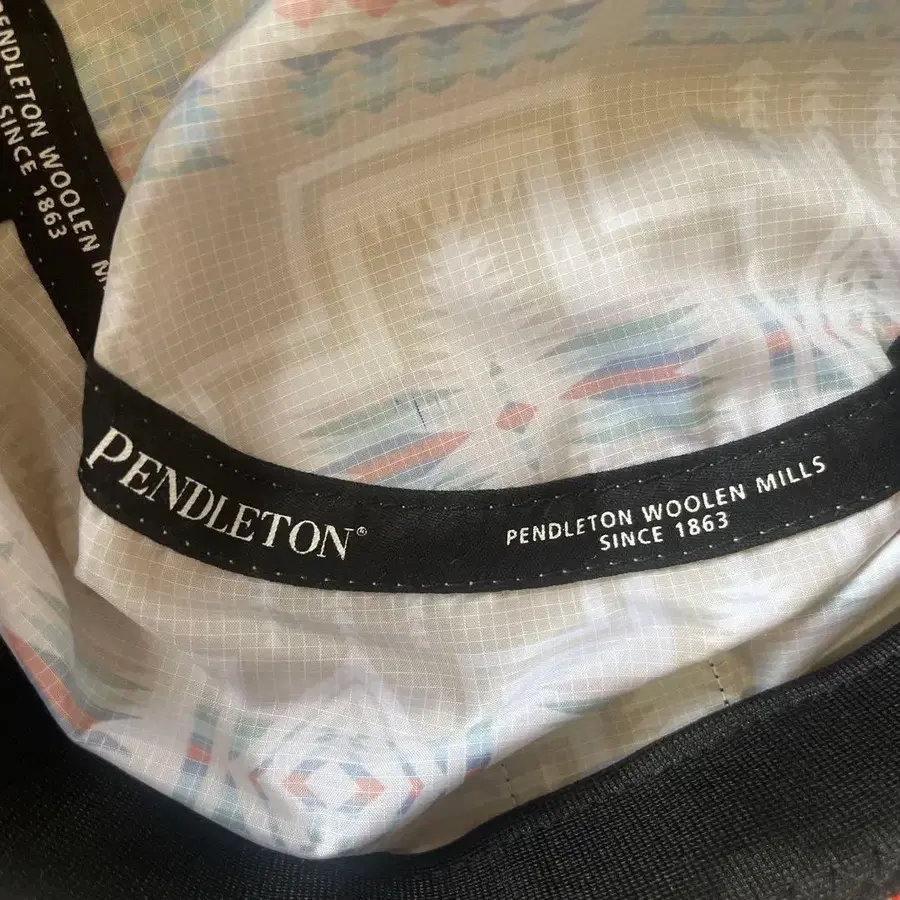 PENDLETON WOOLEN
SINCE 1863
PENDLETON®
PENDLETON WOOLEN MILLS
SINCE 1863